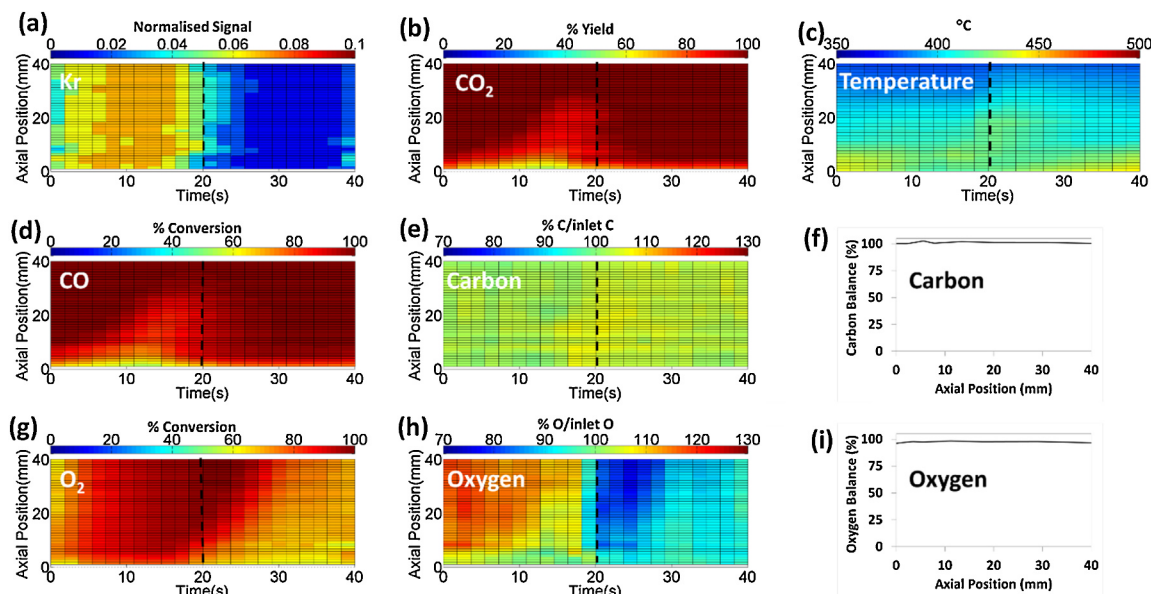 (a)
Normalised Signal
0 0.02 0.04 0.06 0.08 0.1
Axial Position(mm)
40
20
0
Kr
0 10 20 30 40
Time(s)
(b)
% Yield
0 20 40 60 80 100
Axial Position(mm)
40
20
0
CO2
0 10 20 30 40
Time(s)
(c)
°C
350 400 450 500
Axial Position(mm)
40
20
0
Temperature
0 10 20 30 40
Time(s)
(d)
% Conversion
0 20 40 60 80 100
Axial Position(mm)
40
20
0
CO
0 10 20 30 40
Time(s)
(e)
% C/inlet C
70 80 90 100 110 120 130
Axial Position(mm)
40
20
0
Carbon
0 10 20 30 40
Time(s)
(f)
Carbon Balance (%)
100
75
50
25
0
Carbon
0 10 20 30 40
Axial Position (mm)
(g)
% Conversion
0 20 40 60 80 100
Axial Position(mm)
40
20
0
O2
0 10 20 30 40
Time(s)
(h)
% O/inlet O
70 80 90 100 110 120 130
Axial Position(mm)
40
20
0
Oxygen
0 10 20 30 40
Time(s)
(i)
Oxygen Balance (%)
100
75
50
25
0
Oxygen
0 10 20 30 40
Axial Position (mm)